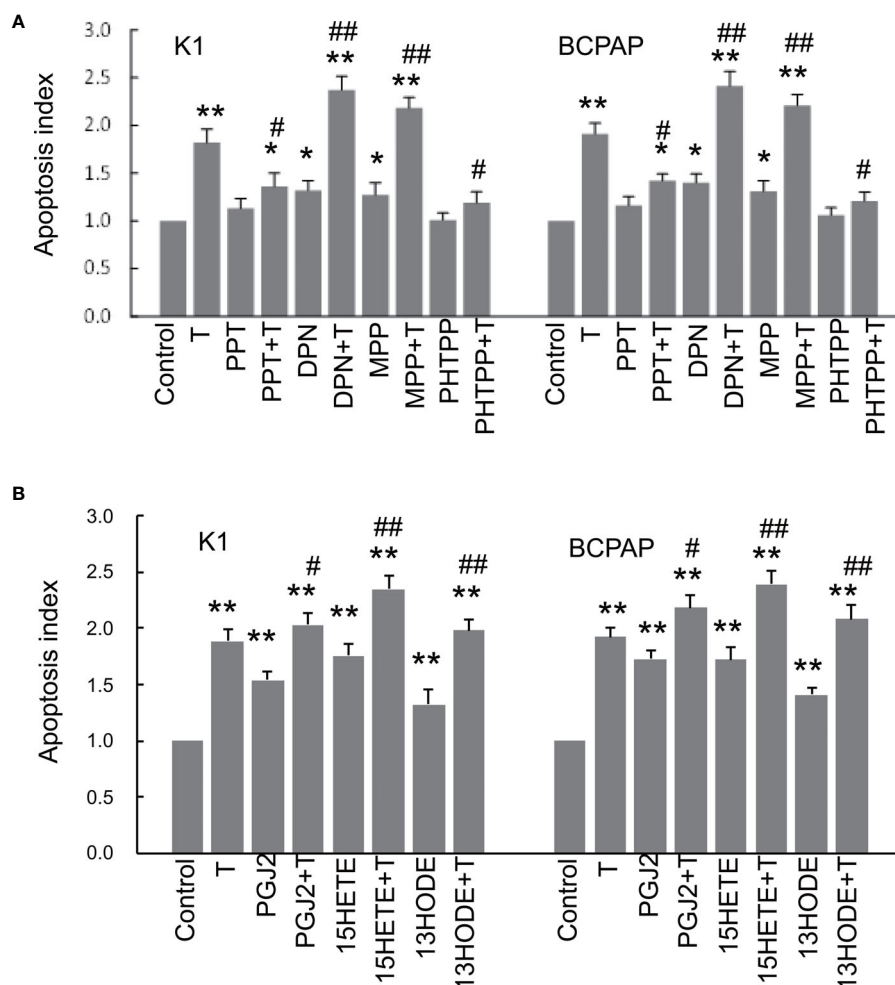 A
Apoptosis index
3.0
2.5
2.0
1.5
1.0
0.5
0.0
K1
**
#
*
*
##
**
*
##
**
#
Control
T
PPT
PPT+T
DPN
DPN+T
MPP
MPP+T
PHTPP
PHTPP+T
BCPAP
**
#
*
*
##
**
*
##
**
#
Control
T
PPT
PPT+T
DPN
DPN+T
MPP
MPP+T
PHTPP
PHTPP+T
B
Apoptosis index
3.0
2.5
2.0
1.5
1.0
0.5
0.0
K1
**
**
#
**
**
##
**
**
##
**
Control
T
PGJ2
PGJ2+T
15HETE
15HETE+T
13HODE
13HODE+T
BCPAP
**
**
#
**
**
##
**
**
##
**
Control
T
PGJ2
PGJ2+T
15HETE
15HETE+T
13HODE
13HODE+T